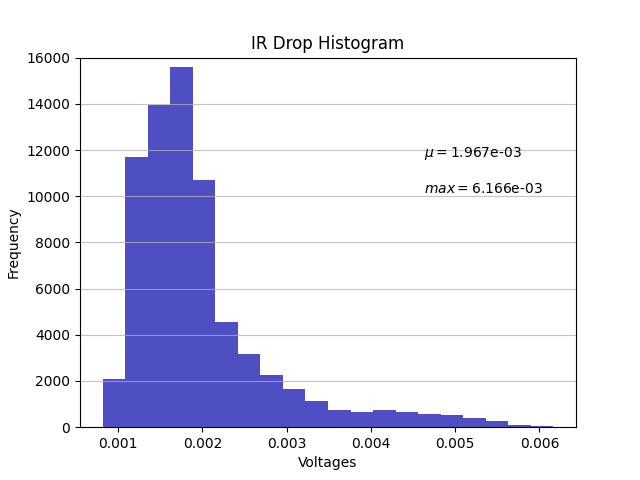 IR Drop Histogram
16000
14000
12000
10000
8000
6000
4000
2000
0
Frequency
μ = 1.967e-03
max = 6.166e-03
0.001 0.002 0.003 0.004 0.005 0.006
Voltages